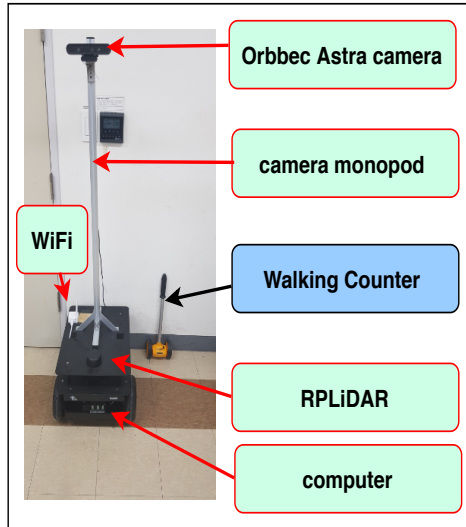 Orbbec Astra camera
camera monopod
WiFi
Walking Counter
RPLiDAR
computer